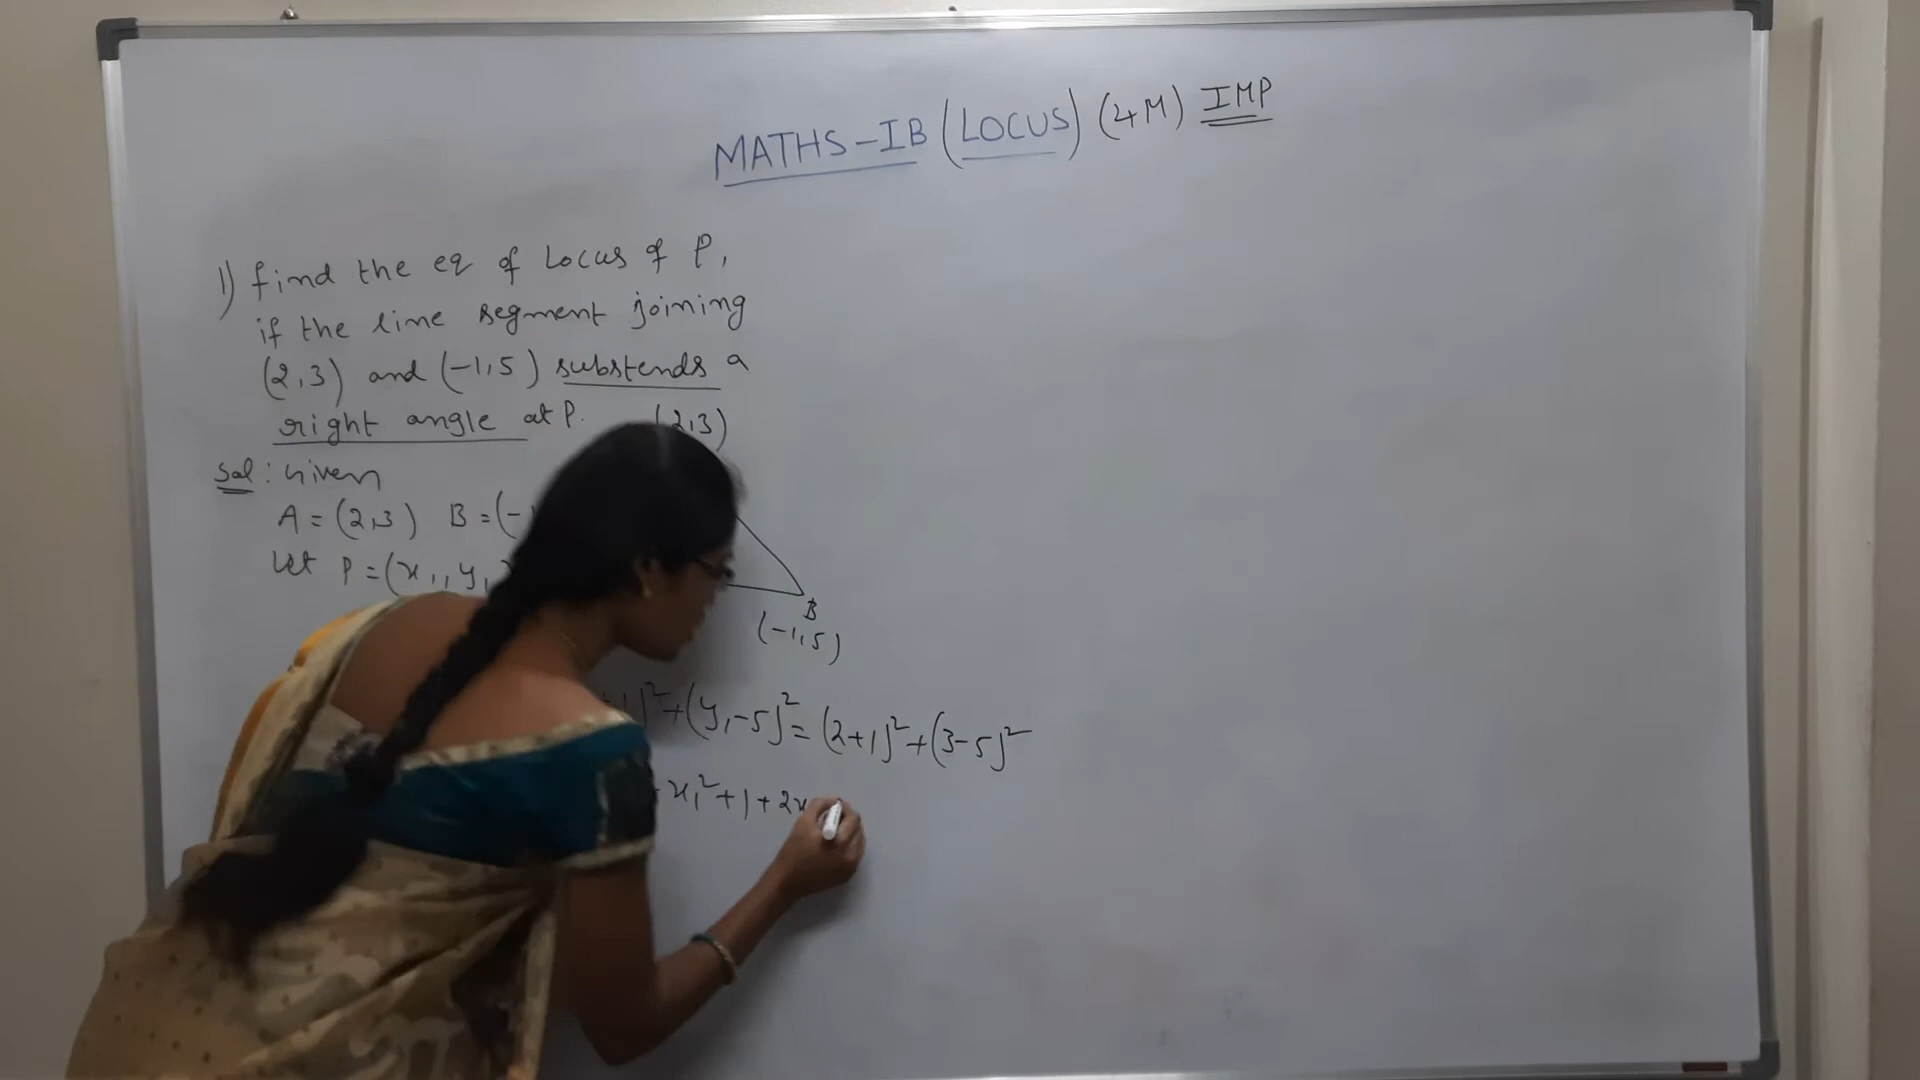 MATHS-IB (LOCUS) (4M) IMP
1) find the eq of Locus of P,
if the line segment joining
(2,3) and (-1,5) substends a
right angle at P.
(2,3)
Sol: Given
A = (2,3) B = (-
Let P = (x₁, y₁
B
(-1,5)
)² + (y₁-5)² = (2+1)² + (3-5)²
x₁² + 1 + 2x